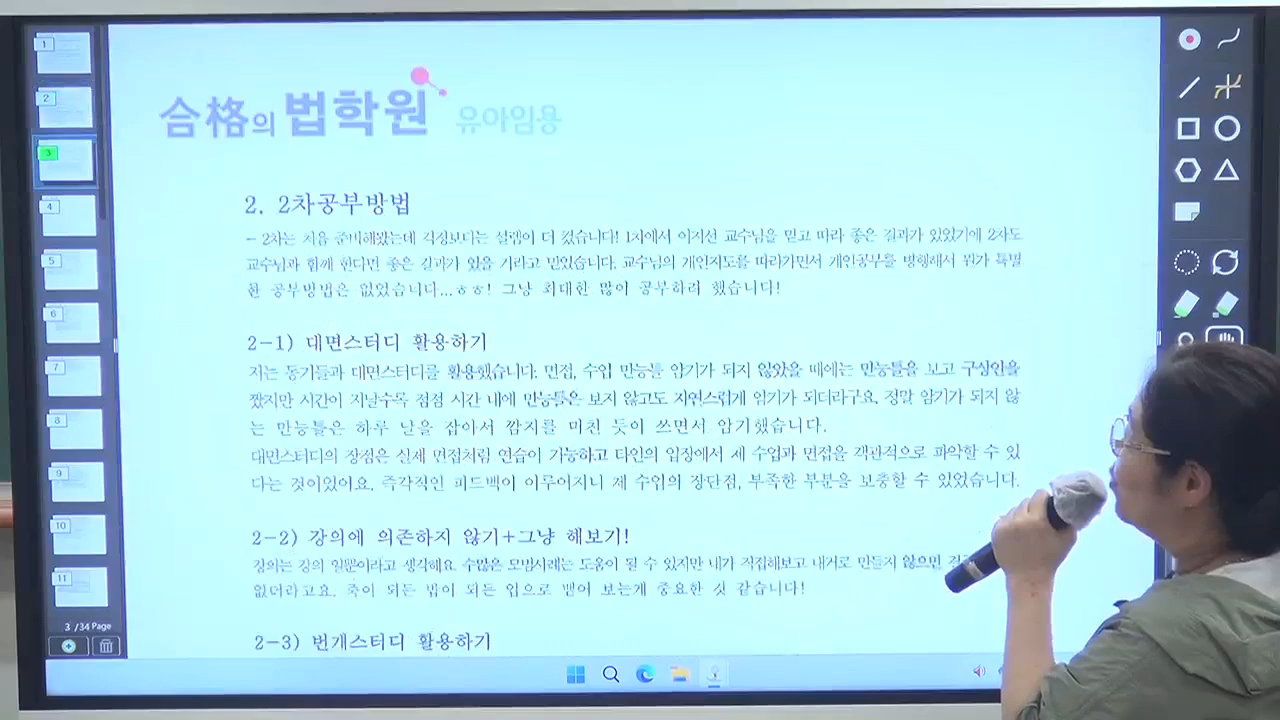 1
2
3
4
5
6
7
8
9
10
11
3 /34 Page
合格의 법학원 유아임용
2. 2차공부방법
- 2차는 처음 준비해봤는데 걱정보다는 설렘이 더 컸습니다! 1차에서 이지선 교수님을 믿고 따라 좋은 결과가 있었기에 2차도
교수님과 함께 한다면 좋은 결과가 있을 거라고 믿었습니다. 교수님의 개인지도를 따라가면서 개인공부를 병행해서 뭔가 특별
한 공부방법은 없었습니다...ㅎㅎ! 그냥 최대한 많이 공부하려 했습니다!
2-1) 대면스터디 활용하기
저는 동기들과 대면스터디를 활용했습니다. 면접, 수업 만능틀 암기가 되지 않았을 때에는 만능틀을 보고 구상안을
짰지만 시간이 지날수록 점점 시간 내에 만능틀은 보지 않고도 자연스럽게 암기가 되더라구요. 정말 암기가 되지 않
는 만능틀은 하루 날을 잡아서 깜지를 미친 듯이 쓰면서 암기했습니다.
대면스터디의 장점은 실제 면접처럼 연습이 가능하고 타인의 입장에서 제 수업과 면접을 객관적으로 파악할 수 있
다는 것이었어요. 즉각적인 피드백이 이루어지니 제 수업의 장단점, 부족한 부분을 보충할 수 있었습니다.
2-2) 강의에 의존하지 않기+그냥 해보기!
강의는 강의 일뿐이라고 생각해요. 수많은 모범사례는 도움이 될 수 있지만 내가 직접해보고 내거로 만들지 않으면
없더라고요. 죽이 되든 밥이 되든 입으로 뱉어 보는게 중요한 것 같습니다!
2-3) 번개스터디 활용하기